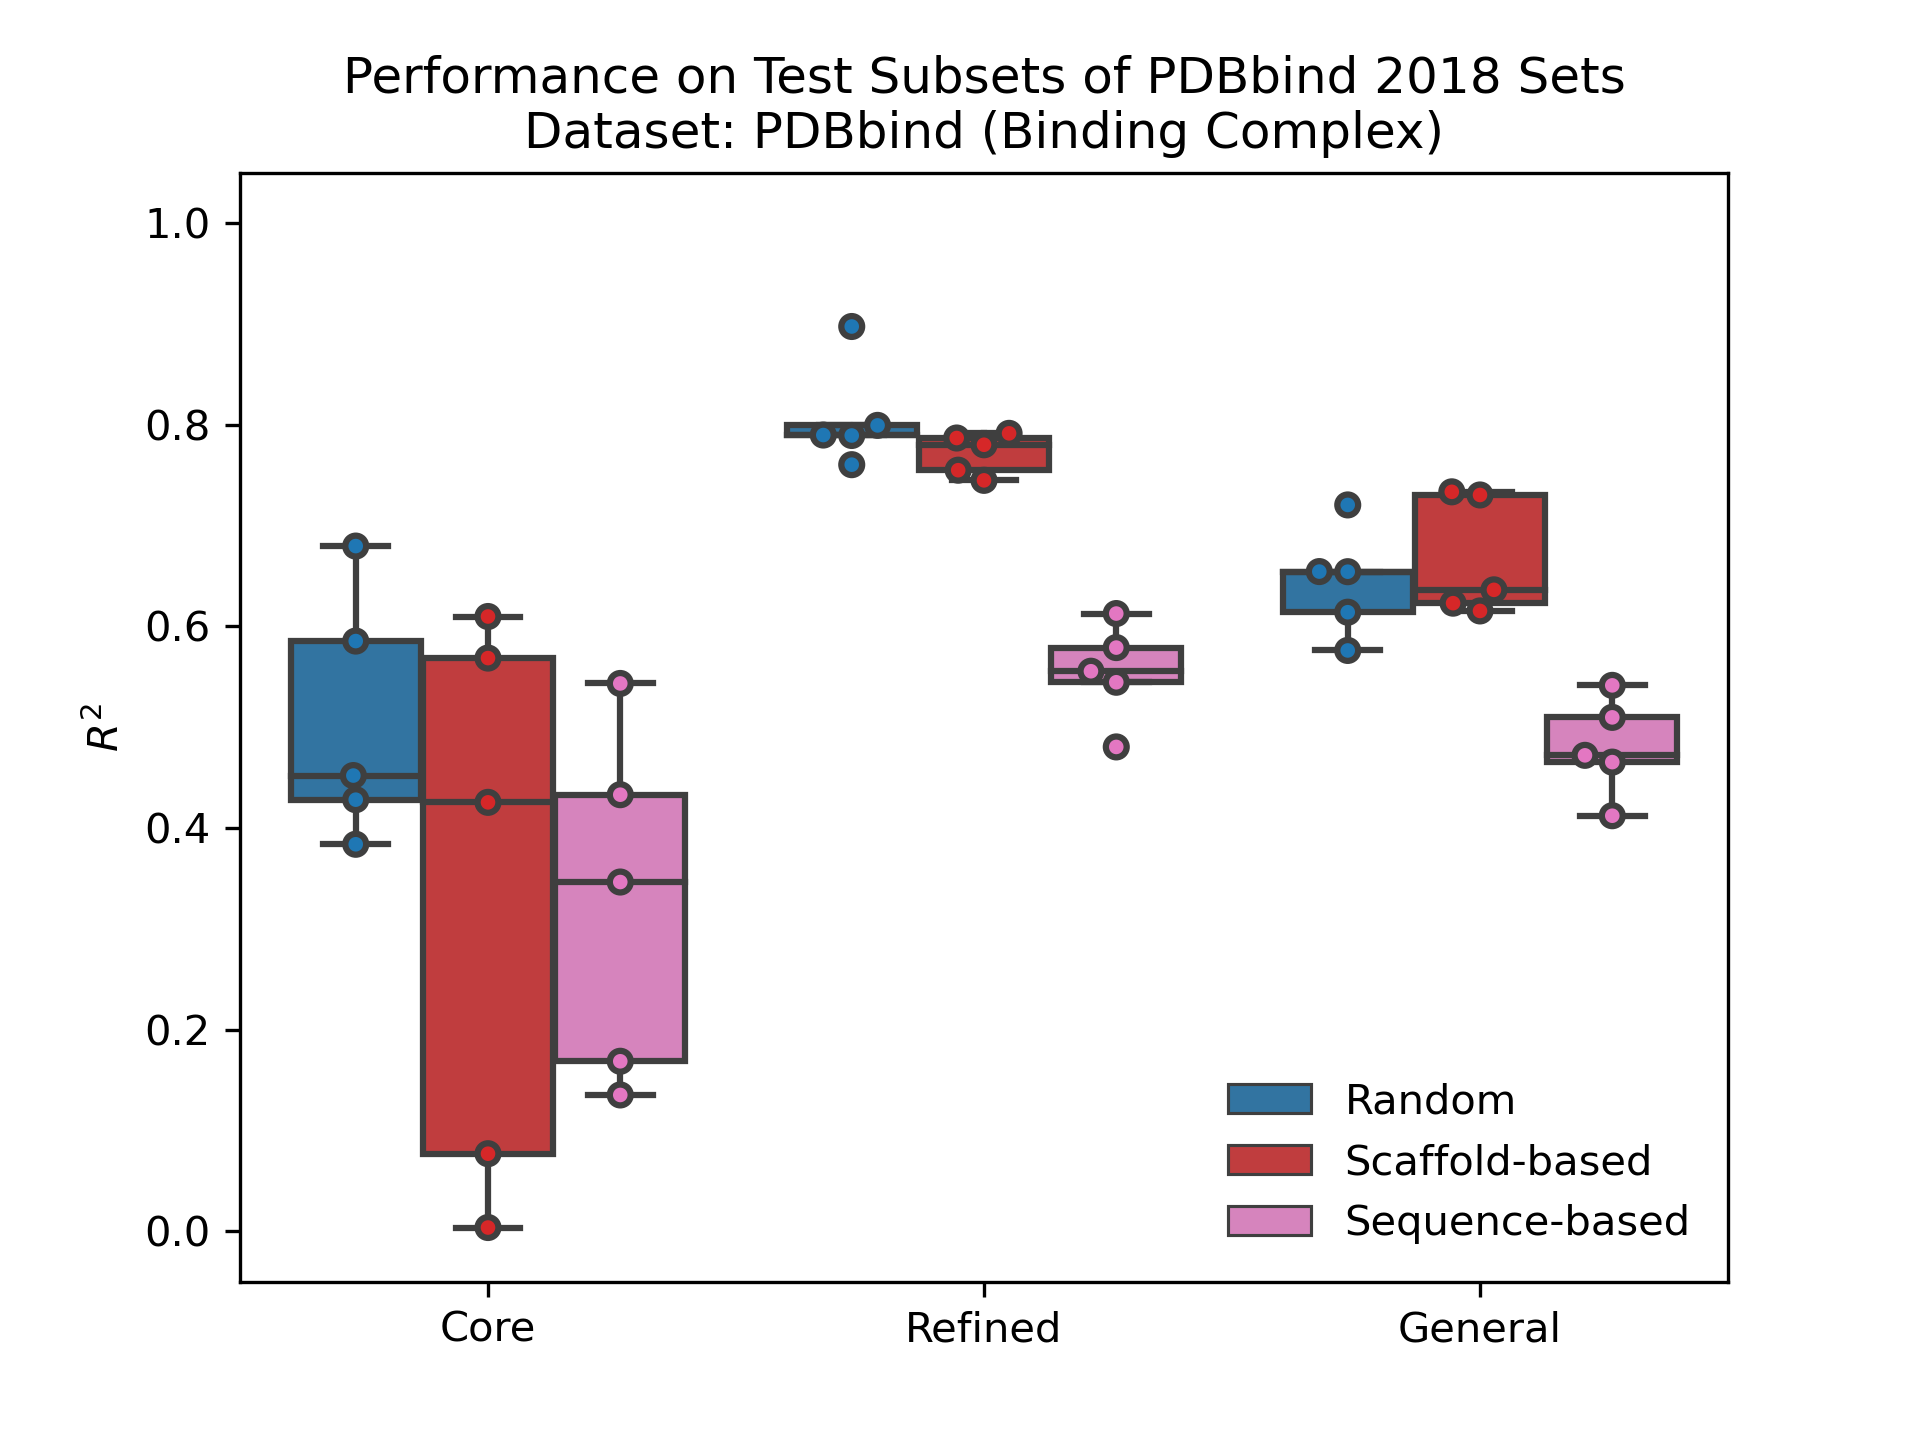 Performance on Test Subsets of PDBbind 2018 Sets
Dataset: PDBbind (Binding Complex)
1.0
0.8
0.6
0.4
0.2
0.0
R²
Core
Refined
General
Random
Scaffold-based
Sequence-based